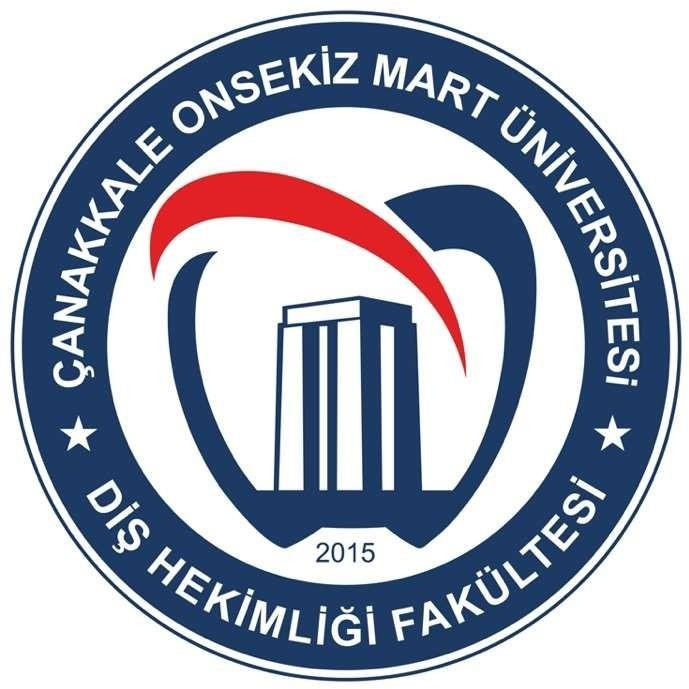 ÇANAKKALE ONSEKİZ MART ÜNİVERSİTESİ
2015
DİŞ HEKİMLİĞİ FAKÜLTESİ